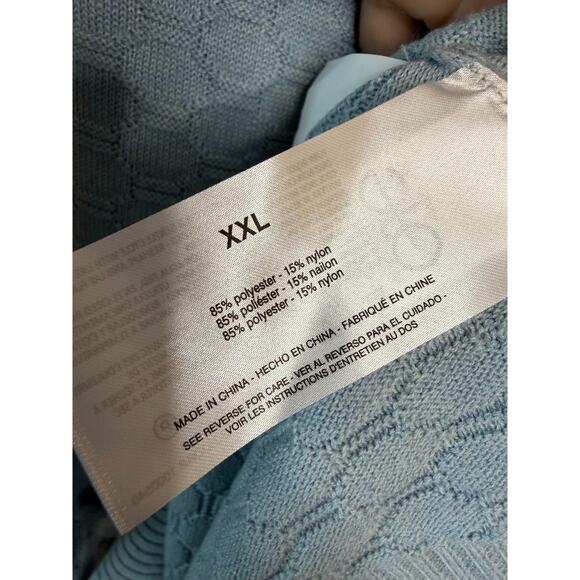 XXL
85% polyester - 15% nylon
85% poliéster - 15% nailon
85% polyester - 15% nylon
MADE IN CHINA - HECHO EN CHINA - FABRIQUÉ EN CHINE
SEE REVERSE FOR CARE - VER AL REVERSO PARA EL CUIDADO -
VOIR LES INSTRUCTIONS D'ENTRETIEN AU DOS